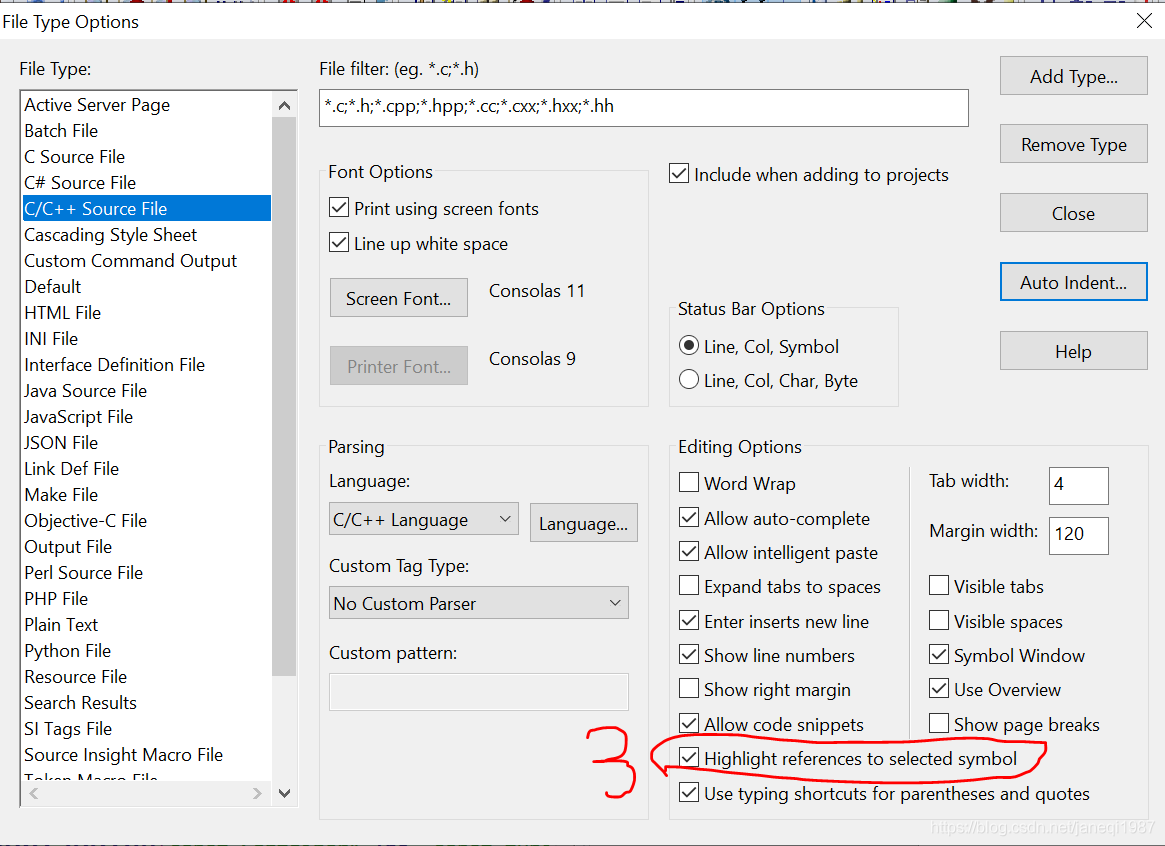 File Type Options
File Type:
Active Server Page
Batch File
C Source File
C# Source File
C/C++ Source File
Cascading Style Sheet
Custom Command Output
Default
HTML File
INI File
Interface Definition File
Java Source File
JavaScript File
JSON File
Link Def File
Make File
Objective-C File
Output File
Perl Source File
PHP File
Plain Text
Python File
Resource File
Search Results
SI Tags File
Source Insight Macro File
Token Macro File
File filter: (eg. *.c;*.h)
*.c;*.h;*.cpp;*.hpp;*.cc;*.cxx;*.hxx;*.hh
Font Options
Print using screen fonts
Line up white space
Screen Font...
Consolas 11
Printer Font...
Consolas 9
Include when adding to projects
Status Bar Options
Line, Col, Symbol
Line, Col, Char, Byte
Add Type...
Remove Type
Close
Auto Indent...
Help
Parsing
Language:
C/C++ Language
Language...
Custom Tag Type:
No Custom Parser
Custom pattern:
Editing Options
Word Wrap
Allow auto-complete
Allow intelligent paste
Expand tabs to spaces
Enter inserts new line
Show line numbers
Show right margin
Allow code snippets
Tab width:
4
Margin width:
120
Visible tabs
Visible spaces
Symbol Window
Use Overview
Show page breaks
3
Highlight references to selected symbol
Use typing shortcuts for parentheses and quotes
https://blog.csdn.net/janeqi1987